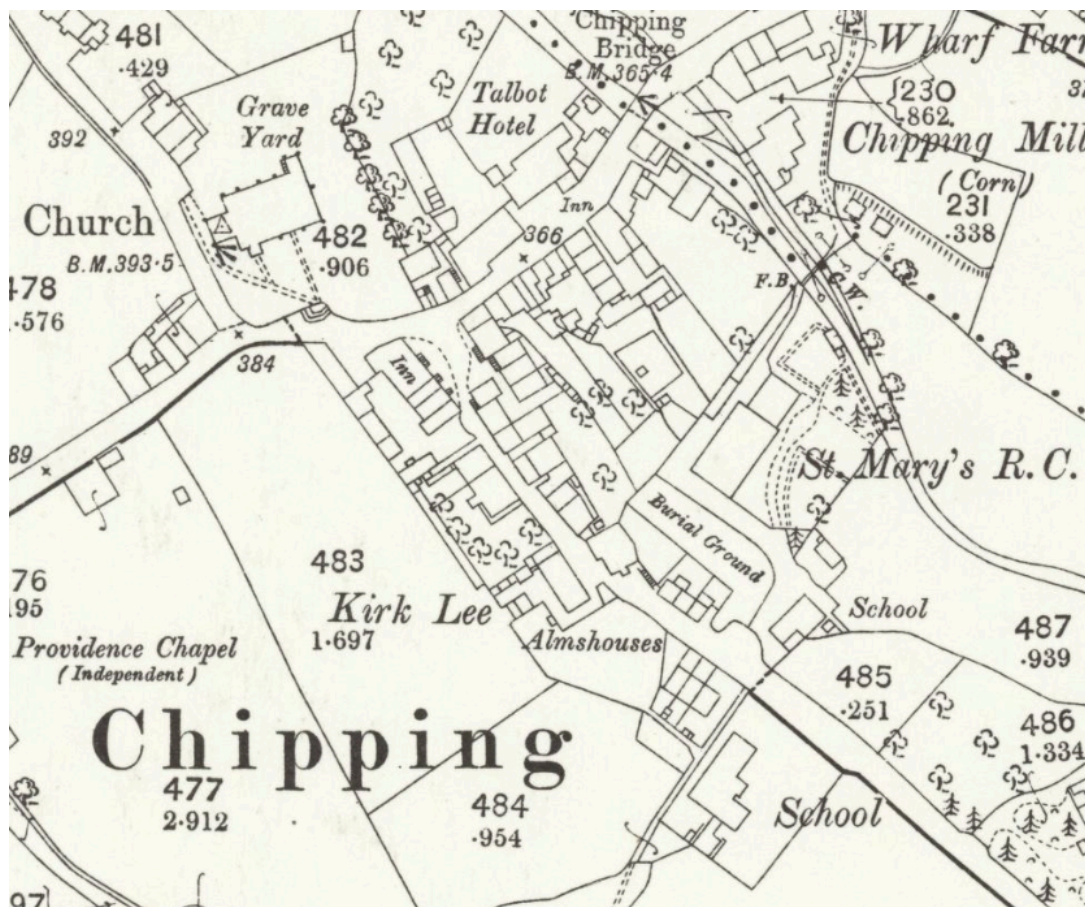 481
.429
Chipping
Bridge
B.M. 365.4
Wharf Farm
Grave
Yard
Talbot
Hotel
230
.862
Chipping Mill
(Corn)
392
231
.338
Church
Inn
482
.906
366
B.M. 393.5
F.B.
C.W.
478
.576
384
Inn
89
St. Mary's R.C.
Burial Ground
483
Kirk Lee
1.697
76
195
School
487
.939
Providence Chapel
(Independent)
Almshouses
485
.251
486
1.334
Chipping
477
2.912
484
.954
School
97